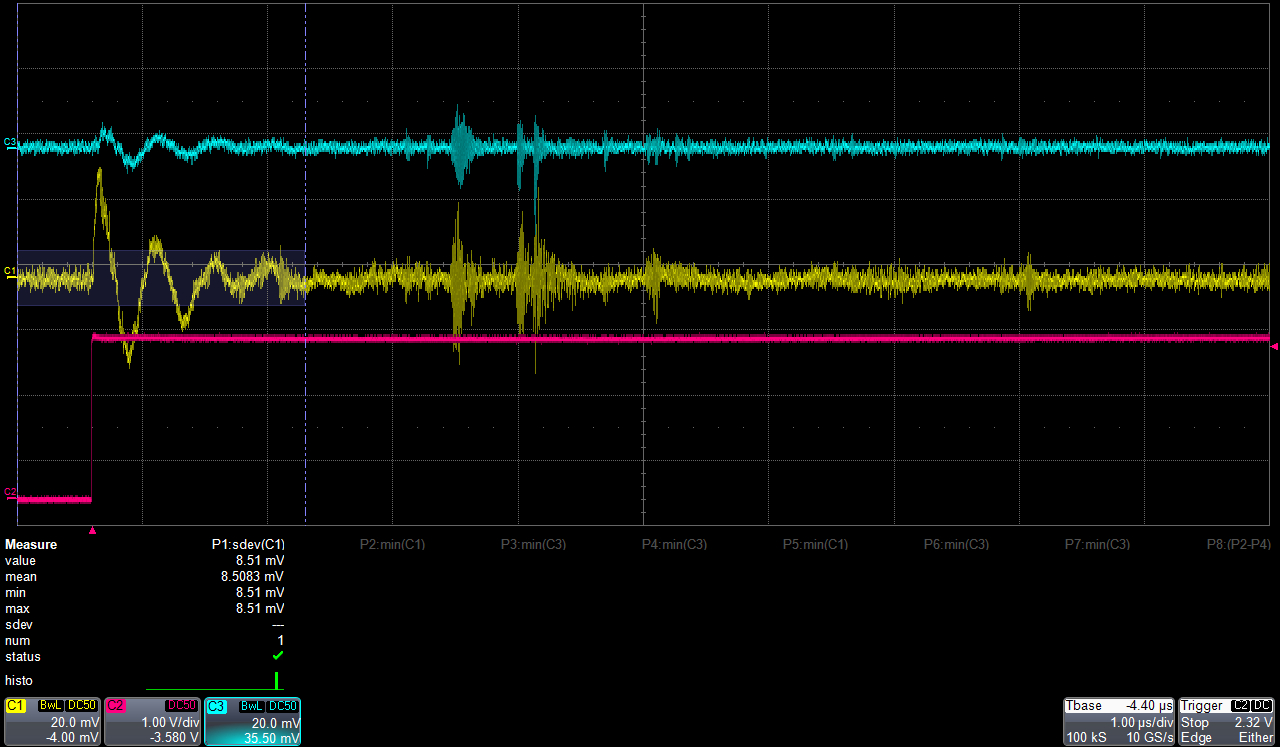 C3
C1
C2
Measure P1:sdev(C1) P2:min(C1) P3:min(C3) P4:min(C3) P5:min(C1) P6:min(C3) P7:min(C3) P8:(P2-P4)
value 8.51 mV
mean 8.5083 mV
min 8.51 mV
max 8.51 mV
sdev ---
num 1
status
histo
C1 BwL DC50 C2 DC50 C3 BwL DC50 Tbase -4.40 µs Trigger C2 DC
20.0 mV 1.00 V/div 20.0 mV 1.00 µs/div Stop 2.32 V
-4.00 mV -3.580 V 35.50 mV 100 kS 10 GS/s Edge Either